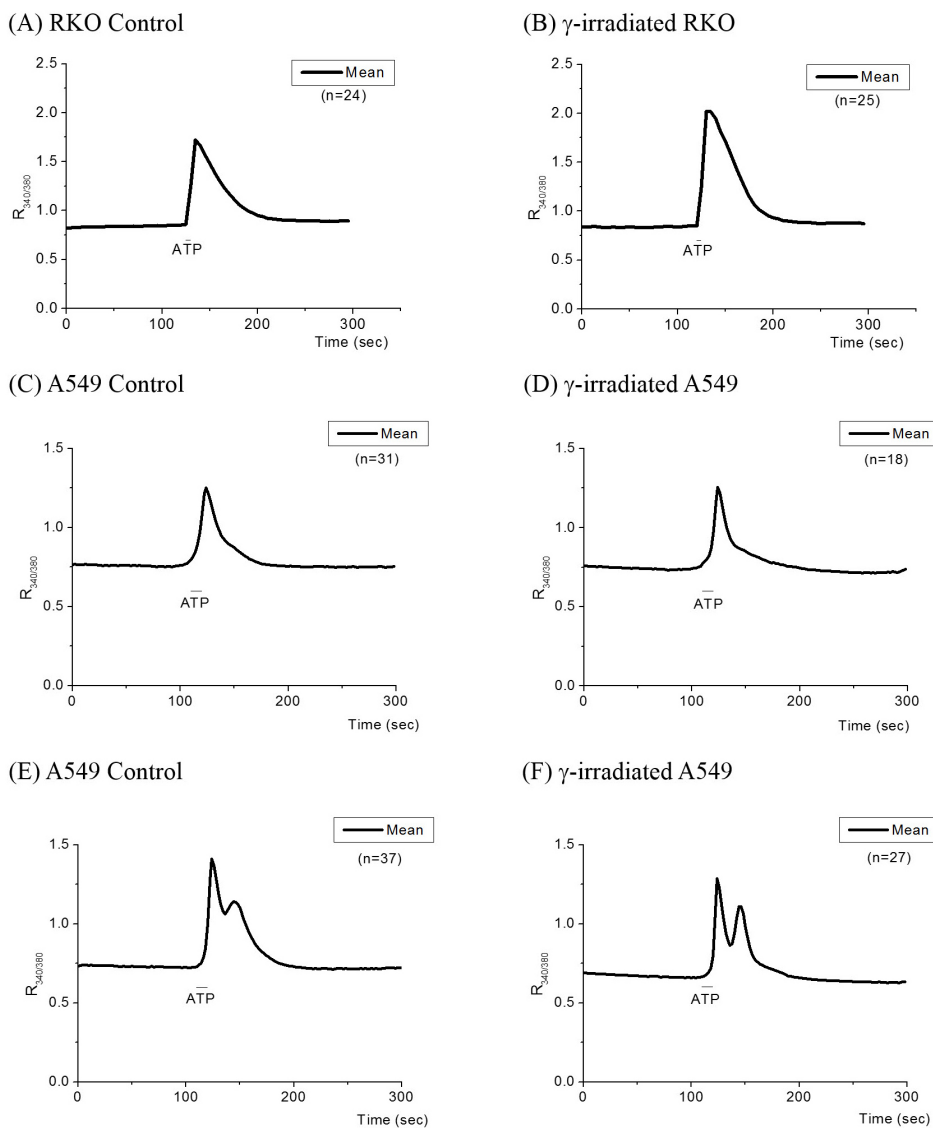 (A) RKO Control
2.5
2.0
1.5
1.0
0.5
0.0
R340/380
Mean
(n=24)
ATP
0 100 200 300
Time (sec)
(B) γ-irradiated RKO
2.5
2.0
1.5
1.0
0.5
0.0
R340/380
Mean
(n=25)
ATP
0 100 200 300
Time (sec)
(C) A549 Control
1.5
1.0
0.5
0.0
R340/380
Mean
(n=31)
ATP
0 100 200 300
Time (sec)
(D) γ-irradiated A549
1.5
1.0
0.5
0.0
R340/380
Mean
(n=18)
ATP
0 100 200 300
Time (sec)
(E) A549 Control
1.5
1.0
0.5
0.0
R340/380
Mean
(n=37)
ATP
0 100 200 300
Time (sec)
(F) γ-irradiated A549
1.5
1.0
0.5
0.0
R340/380
Mean
(n=27)
ATP
0 100 200 300
Time (sec)